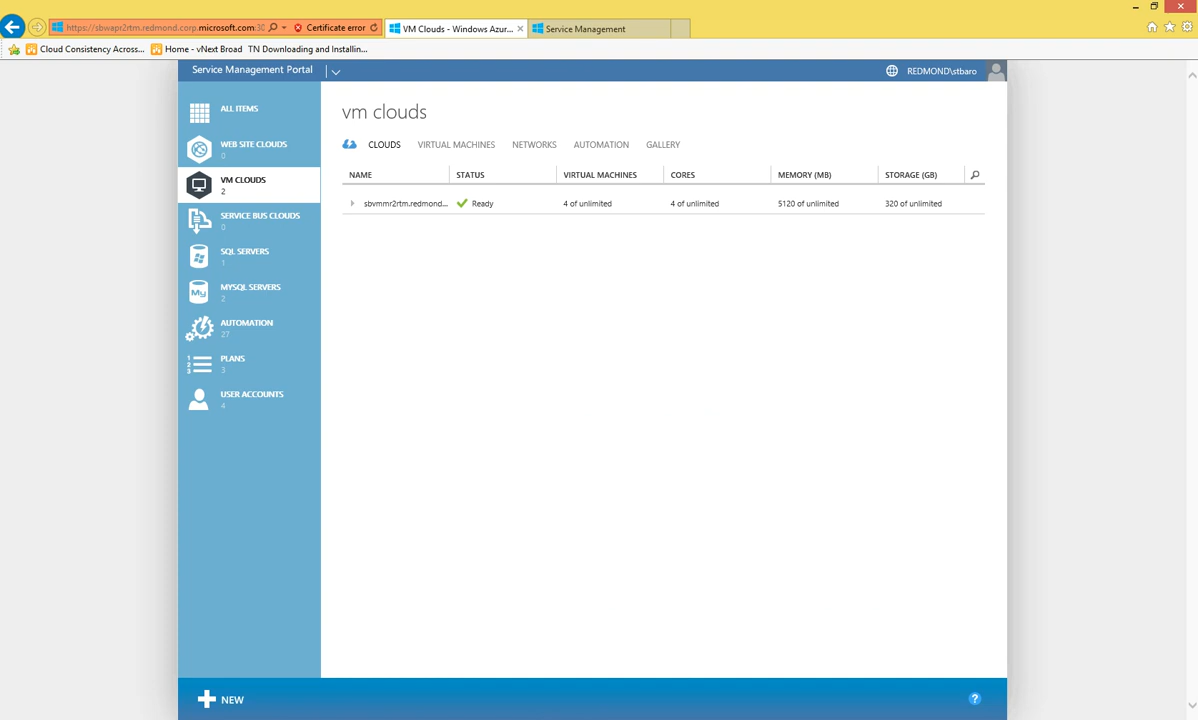 https://sbwapr2rtm.redmond.corp.microsoft.com:30 Certificate error VM Clouds - Windows Azur... Service Management
Cloud Consistency Across... Home - vNext Broad TN Downloading and Installin...
Service Management Portal REDMOND\stbaro
ALL ITEMS
WEB SITE CLOUDS
0
VM CLOUDS
2
SERVICE BUS CLOUDS
0
SQL SERVERS
1
MYSQL SERVERS
2
AUTOMATION
27
PLANS
3
USER ACCOUNTS
4
vm clouds
CLOUDS VIRTUAL MACHINES NETWORKS AUTOMATION GALLERY
NAME STATUS VIRTUAL MACHINES CORES MEMORY (MB) STORAGE (GB)
sbvmmr2rtm.redmond... Ready 4 of unlimited 4 of unlimited 5120 of unlimited 320 of unlimited
NEW